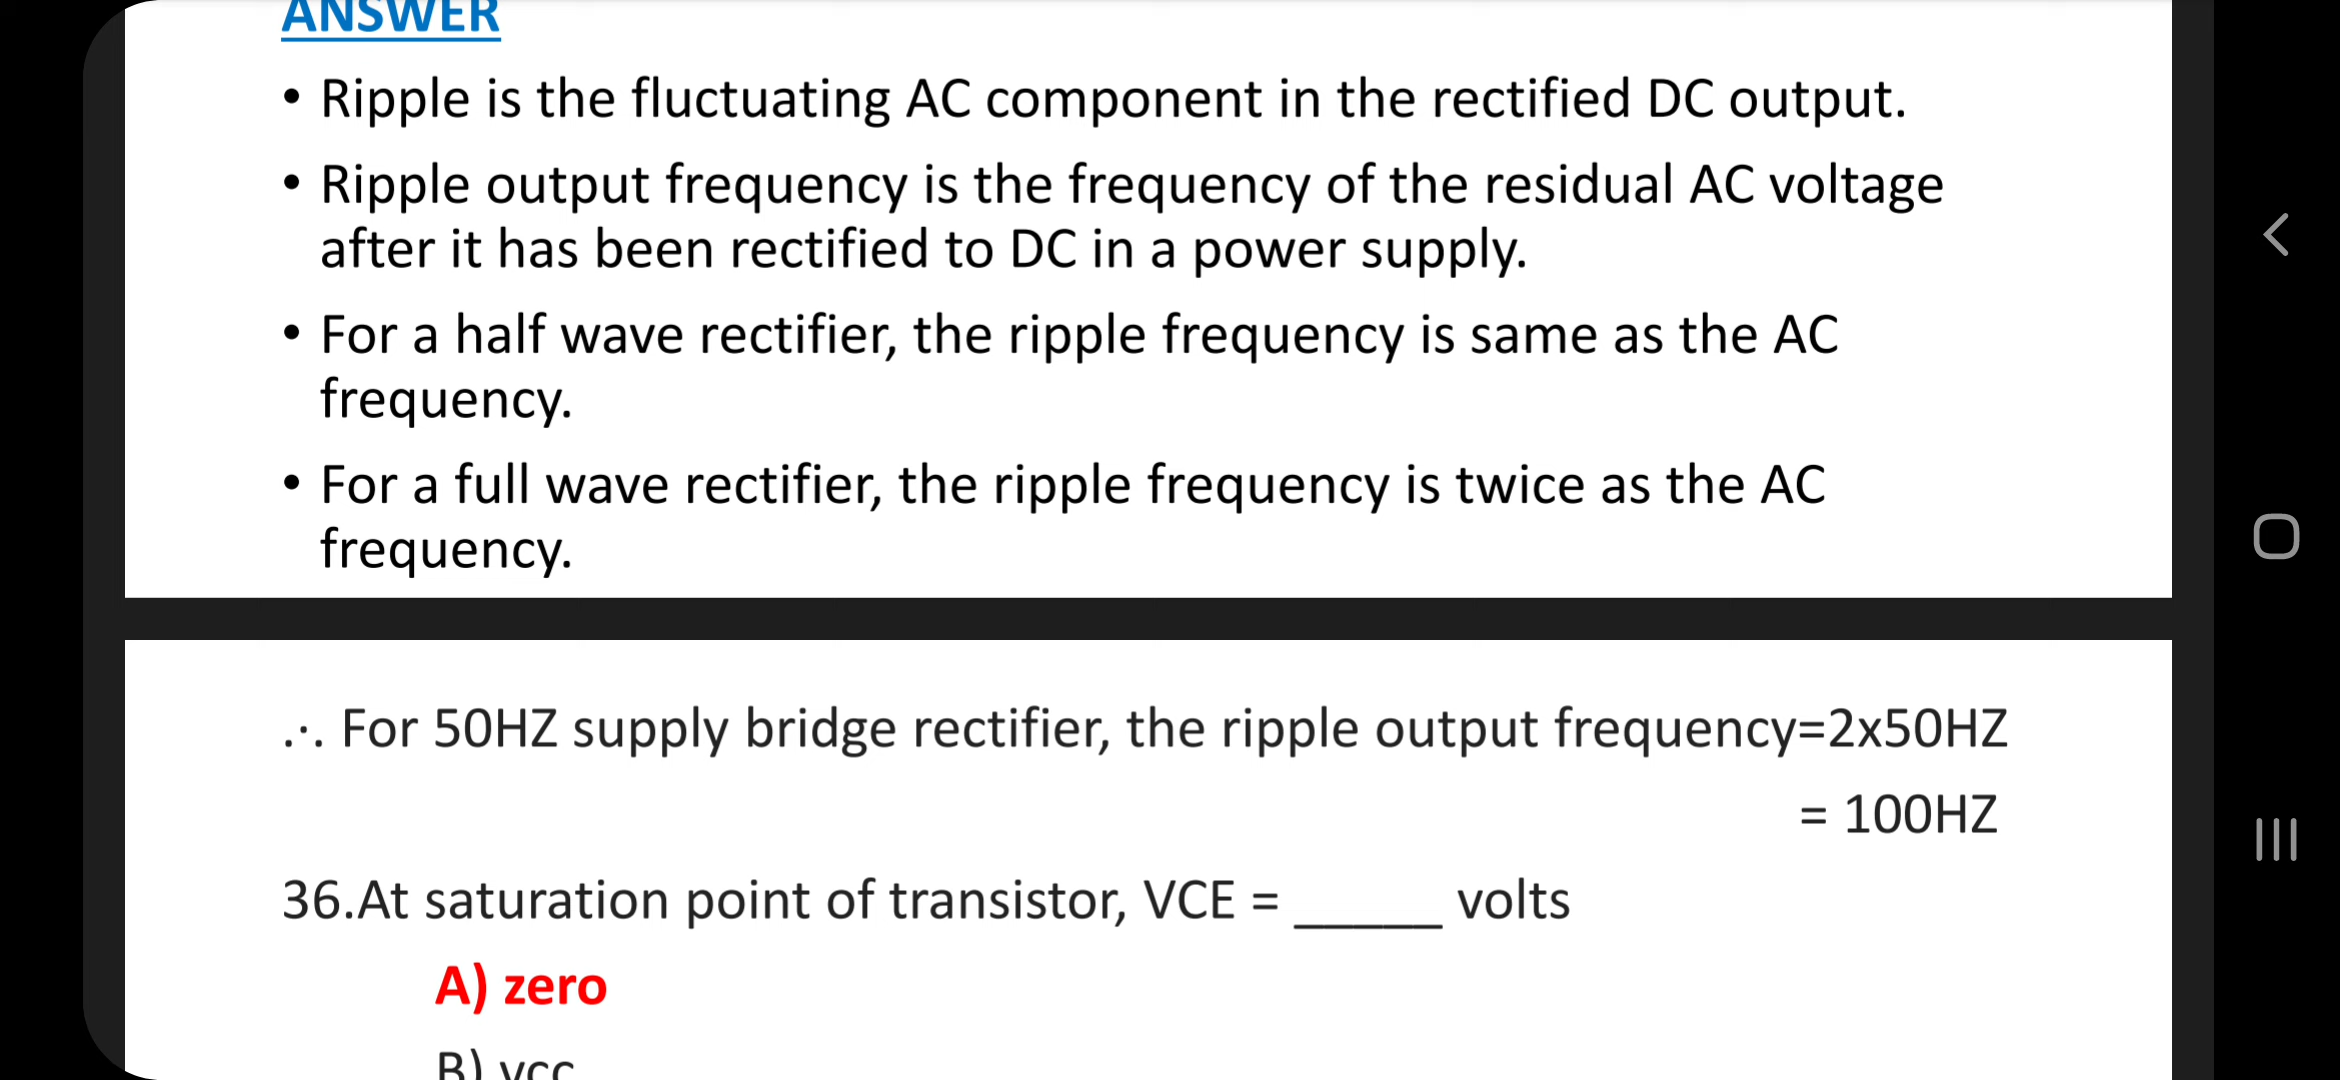 ANSWER
• Ripple is the fluctuating AC component in the rectified DC output.
• Ripple output frequency is the frequency of the residual AC voltage
after it has been rectified to DC in a power supply.
• For a half wave rectifier, the ripple frequency is same as the AC
frequency.
• For a full wave rectifier, the ripple frequency is twice as the AC
frequency.
∴ For 50HZ supply bridge rectifier, the ripple output frequency=2x50HZ
= 100HZ
36.At saturation point of transistor, VCE = _____ volts
A) zero
B) vcc